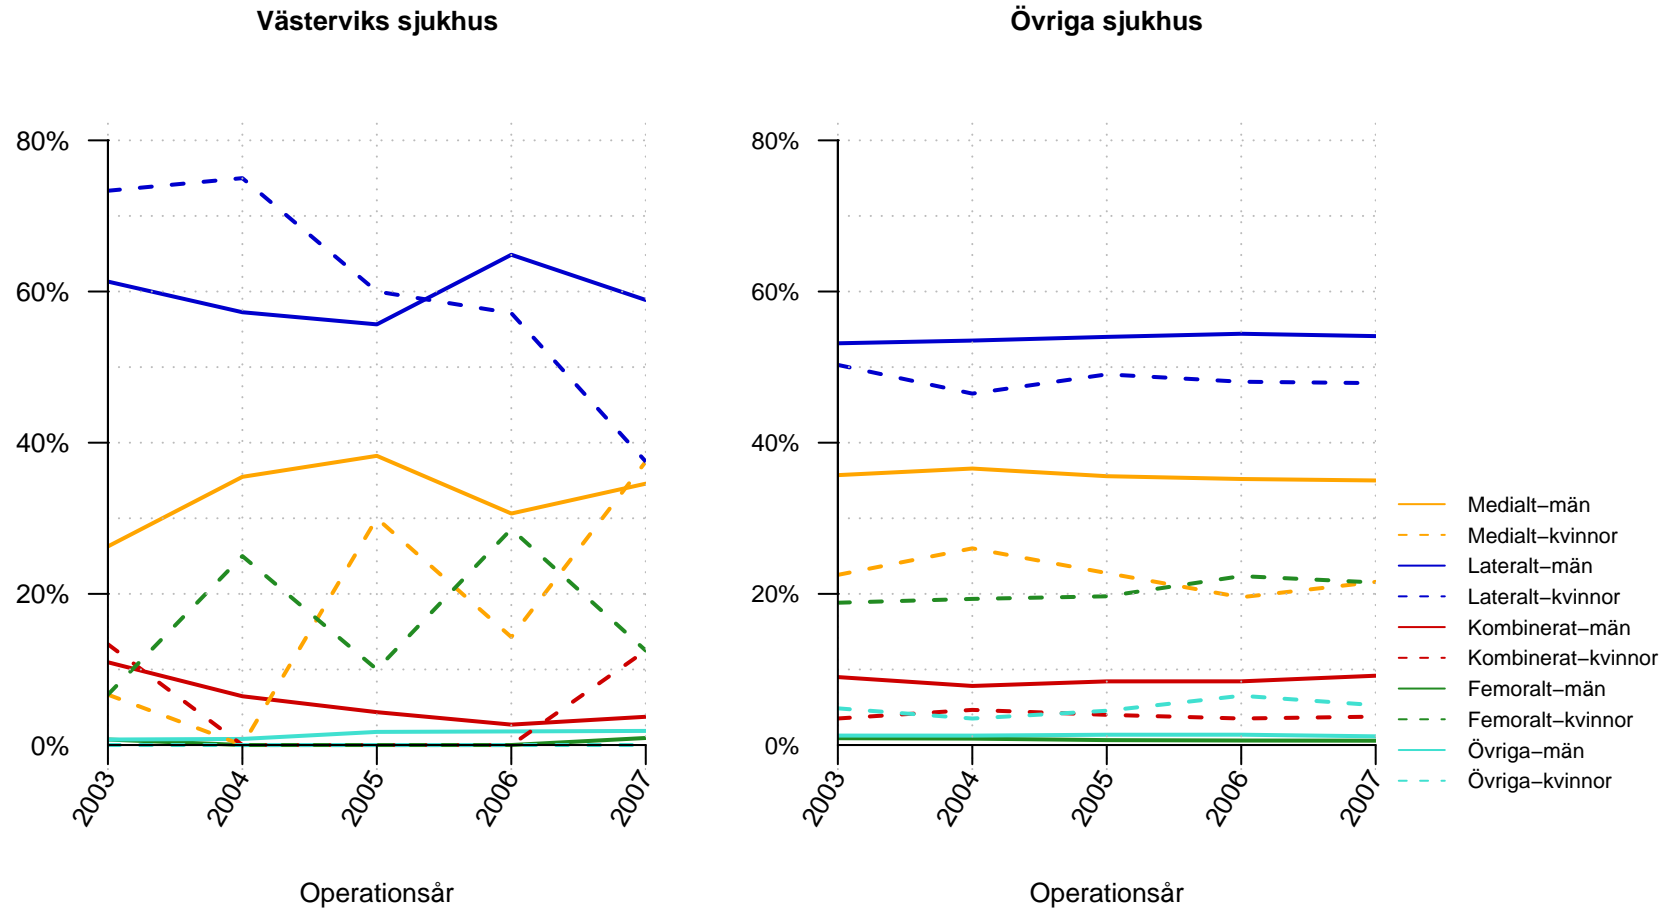 Västerviks sjukhus
80%
60%
40%
20%
0%
2003
2004
2005
2006
2007
Operationsår
Övriga sjukhus
80%
60%
40%
20%
0%
2003
2004
2005
2006
2007
Operationsår
Medialt−män
Medialt−kvinnor
Lateralt−män
Lateralt−kvinnor
Kombinerat−män
Kombinerat−kvinnor
Femoralt−män
Femoralt−kvinnor
Övriga−män
Övriga−kvinnor